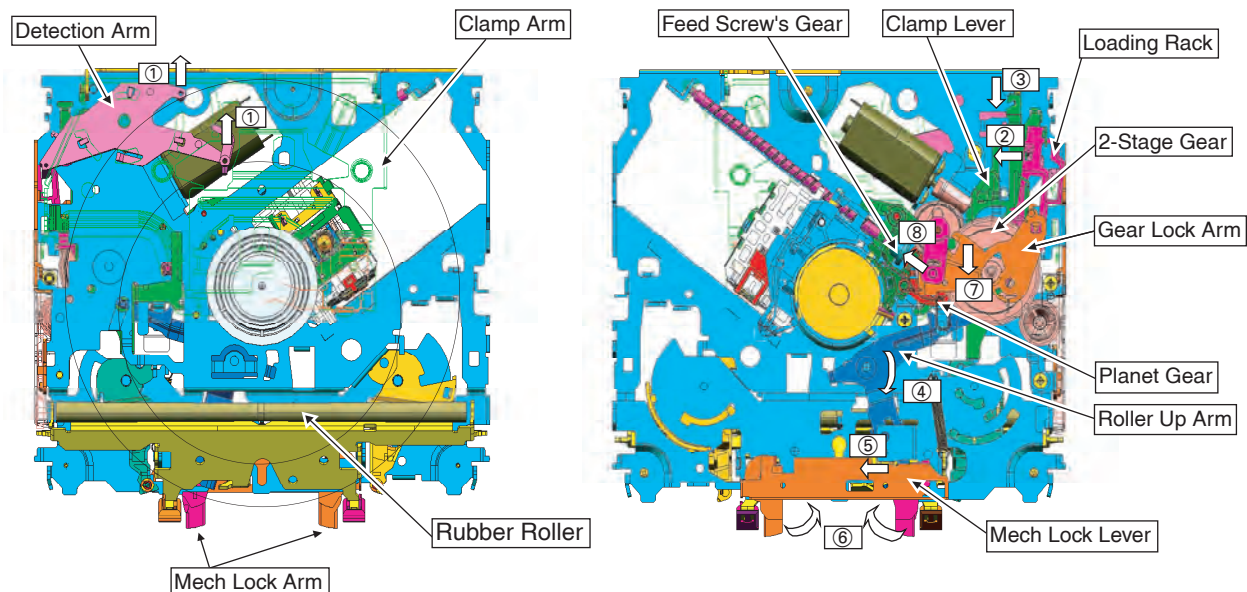 Detection Arm
Clamp Arm
①
①
Rubber Roller
Mech Lock Arm
Feed Screw's Gear
Clamp Lever
Loading Rack
③
②
2-Stage Gear
⑧
Gear Lock Arm
⑦
Planet Gear
④
Roller Up Arm
⑤
Mech Lock Lever
⑥